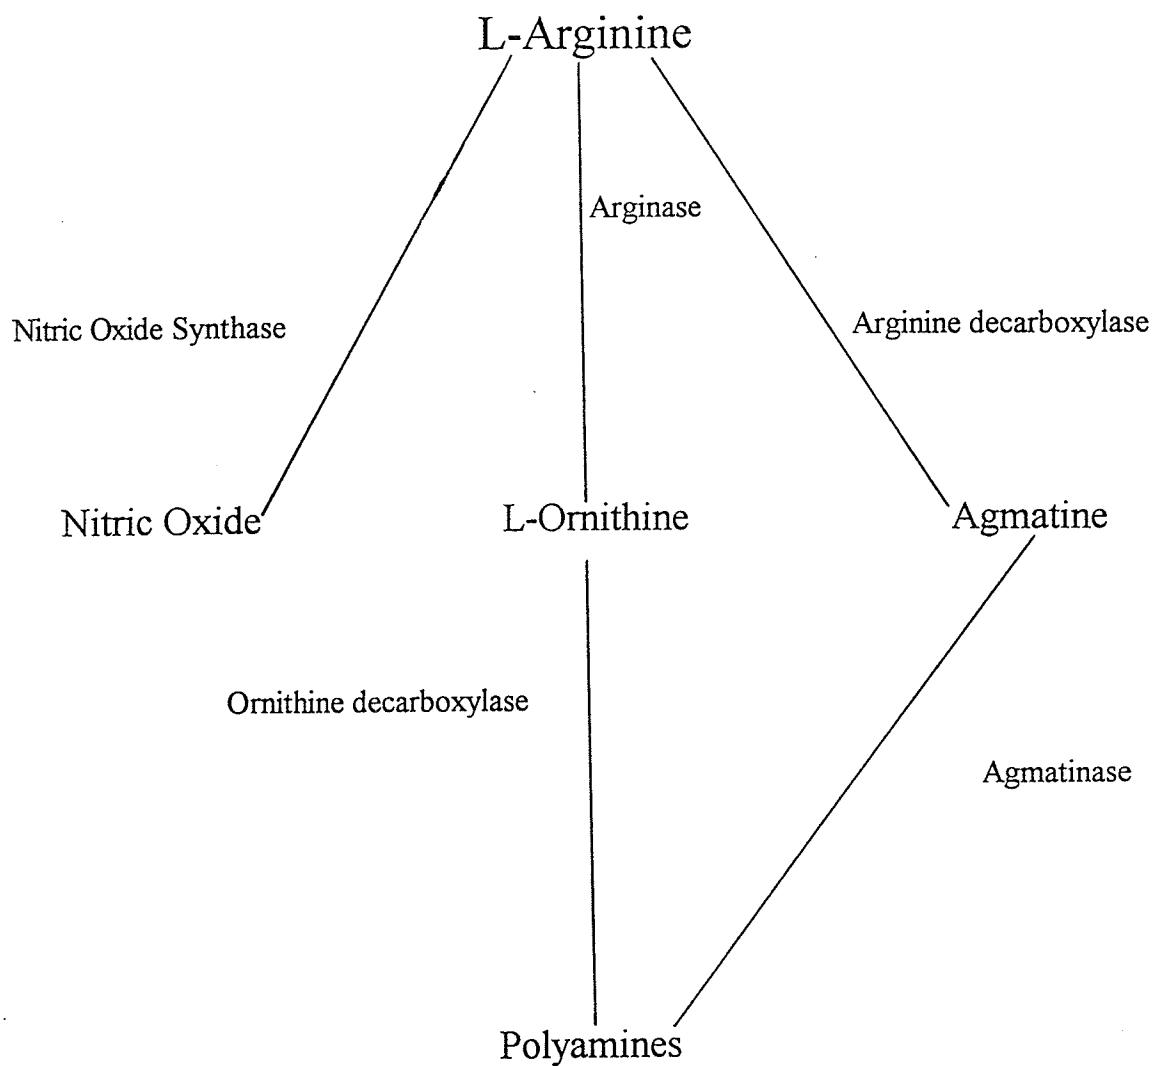 L-Arginine
Arginase
Nitric Oxide Synthase
Arginine decarboxylase
Nitric Oxide
L-Ornithine
Agmatine
Ornithine decarboxylase
Agmatinase
Polyamines